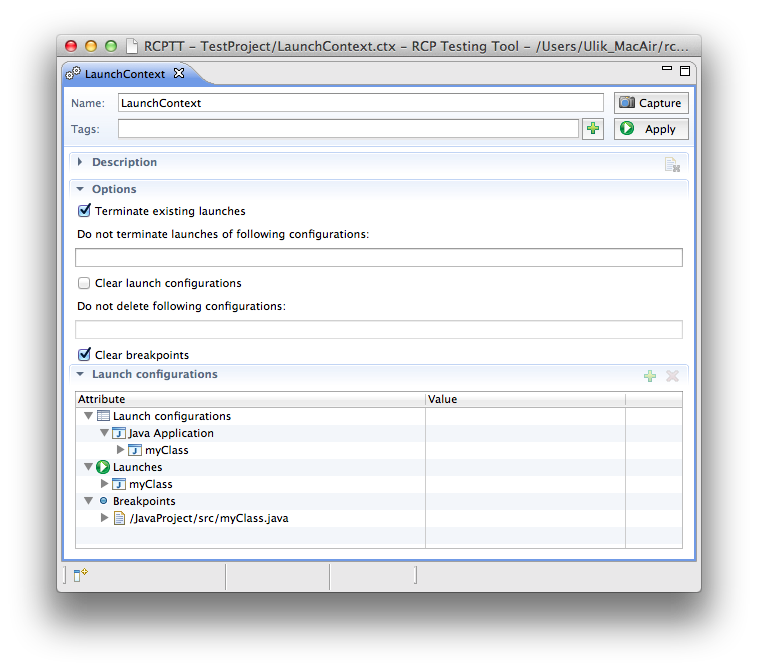 RCPTT – TestProject/LaunchContext.ctx – RCP Testing Tool – /Users/Ulik_MacAir/rc...
LaunchContext
Name: LaunchContext Capture
Tags: Apply
Description
Options
Terminate existing launches
Do not terminate launches of following configurations:
Clear launch configurations
Do not delete following configurations:
Clear breakpoints
Launch configurations
Attribute Value
Launch configurations
Java Application
myClass
Launches
myClass
Breakpoints
/JavaProject/src/myClass.java